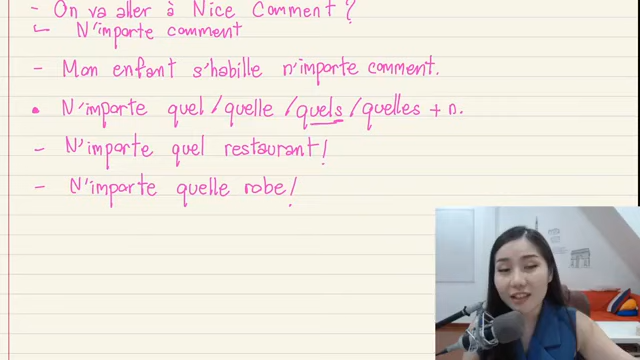 - On va aller à Nice Comment ?
↳ N'importe comment
- Mon enfant s'habille n'importe comment.
• N'importe quel / quelle / quels / quelles + n.
- N'importe quel restaurant !
- N'importe quelle robe !